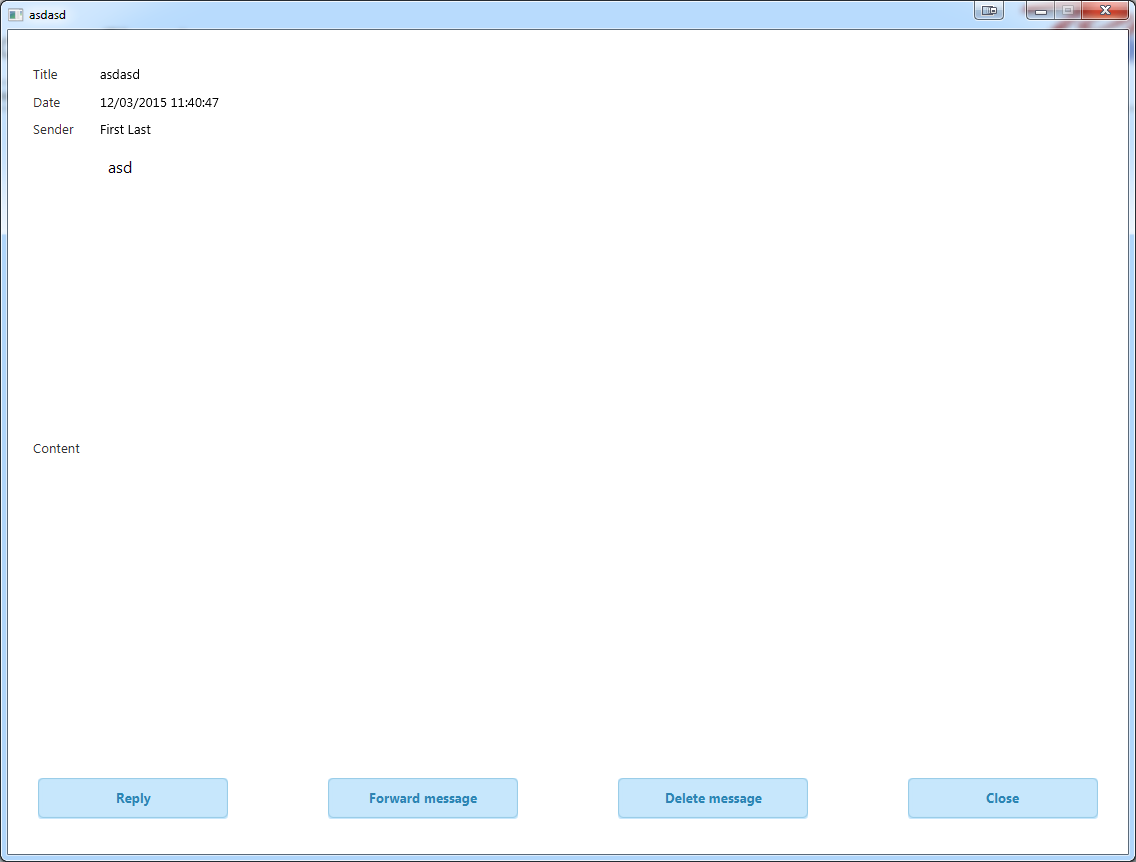 asdasd
Title asdasd
Date 12/03/2015 11:40:47
Sender First Last
asd
Content
Reply Forward message Delete message Close